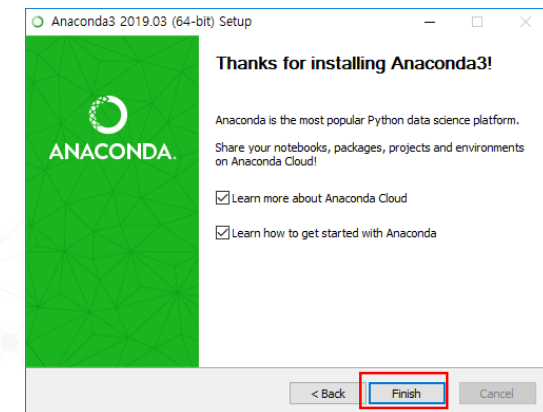 Anaconda3 2019.03 (64-bit) Setup
Thanks for installing Anaconda3!
ANACONDA.
Anaconda is the most popular Python data science platform.
Share your notebooks, packages, projects and environments
on Anaconda Cloud!
Learn more about Anaconda Cloud
Learn how to get started with Anaconda
< Back Finish Cancel